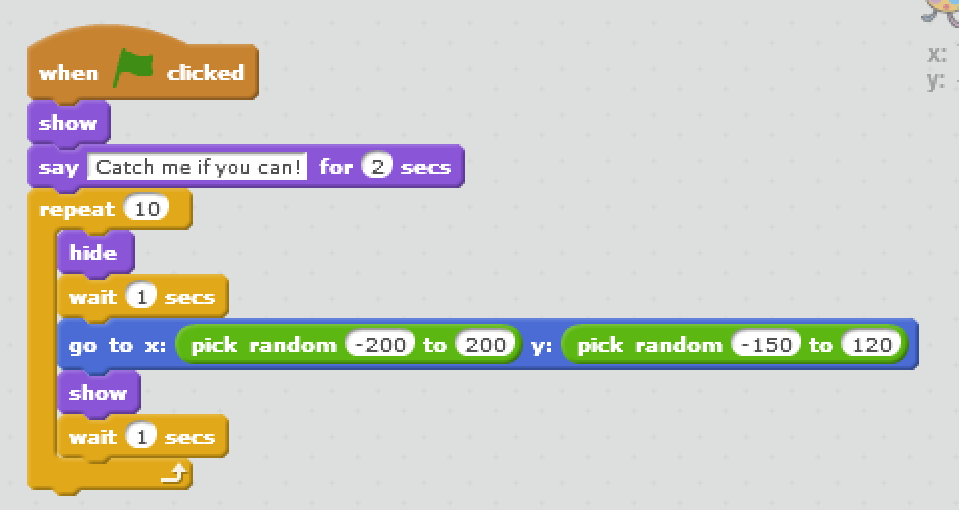 when clicked
x:
y:
show
say Catch me if you can! for 2 secs
repeat 10
hide
wait 1 secs
go to x: pick random -200 to 200 y: pick random -150 to 120
show
wait 1 secs